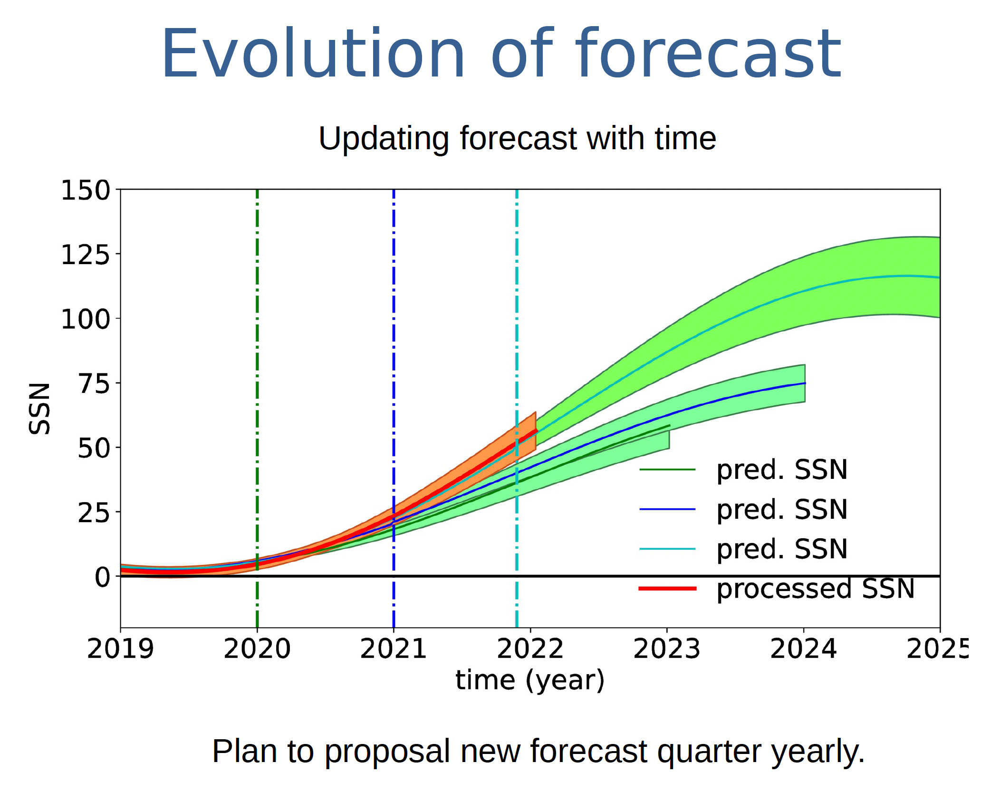 Evolution of forecast
Updating forecast with time
150
125
100
75
50
25
0
SSN
pred. SSN
pred. SSN
pred. SSN
processed SSN
2019 2020 2021 2022 2023 2024 2025
time (year)
Plan to proposal new forecast quarter yearly.